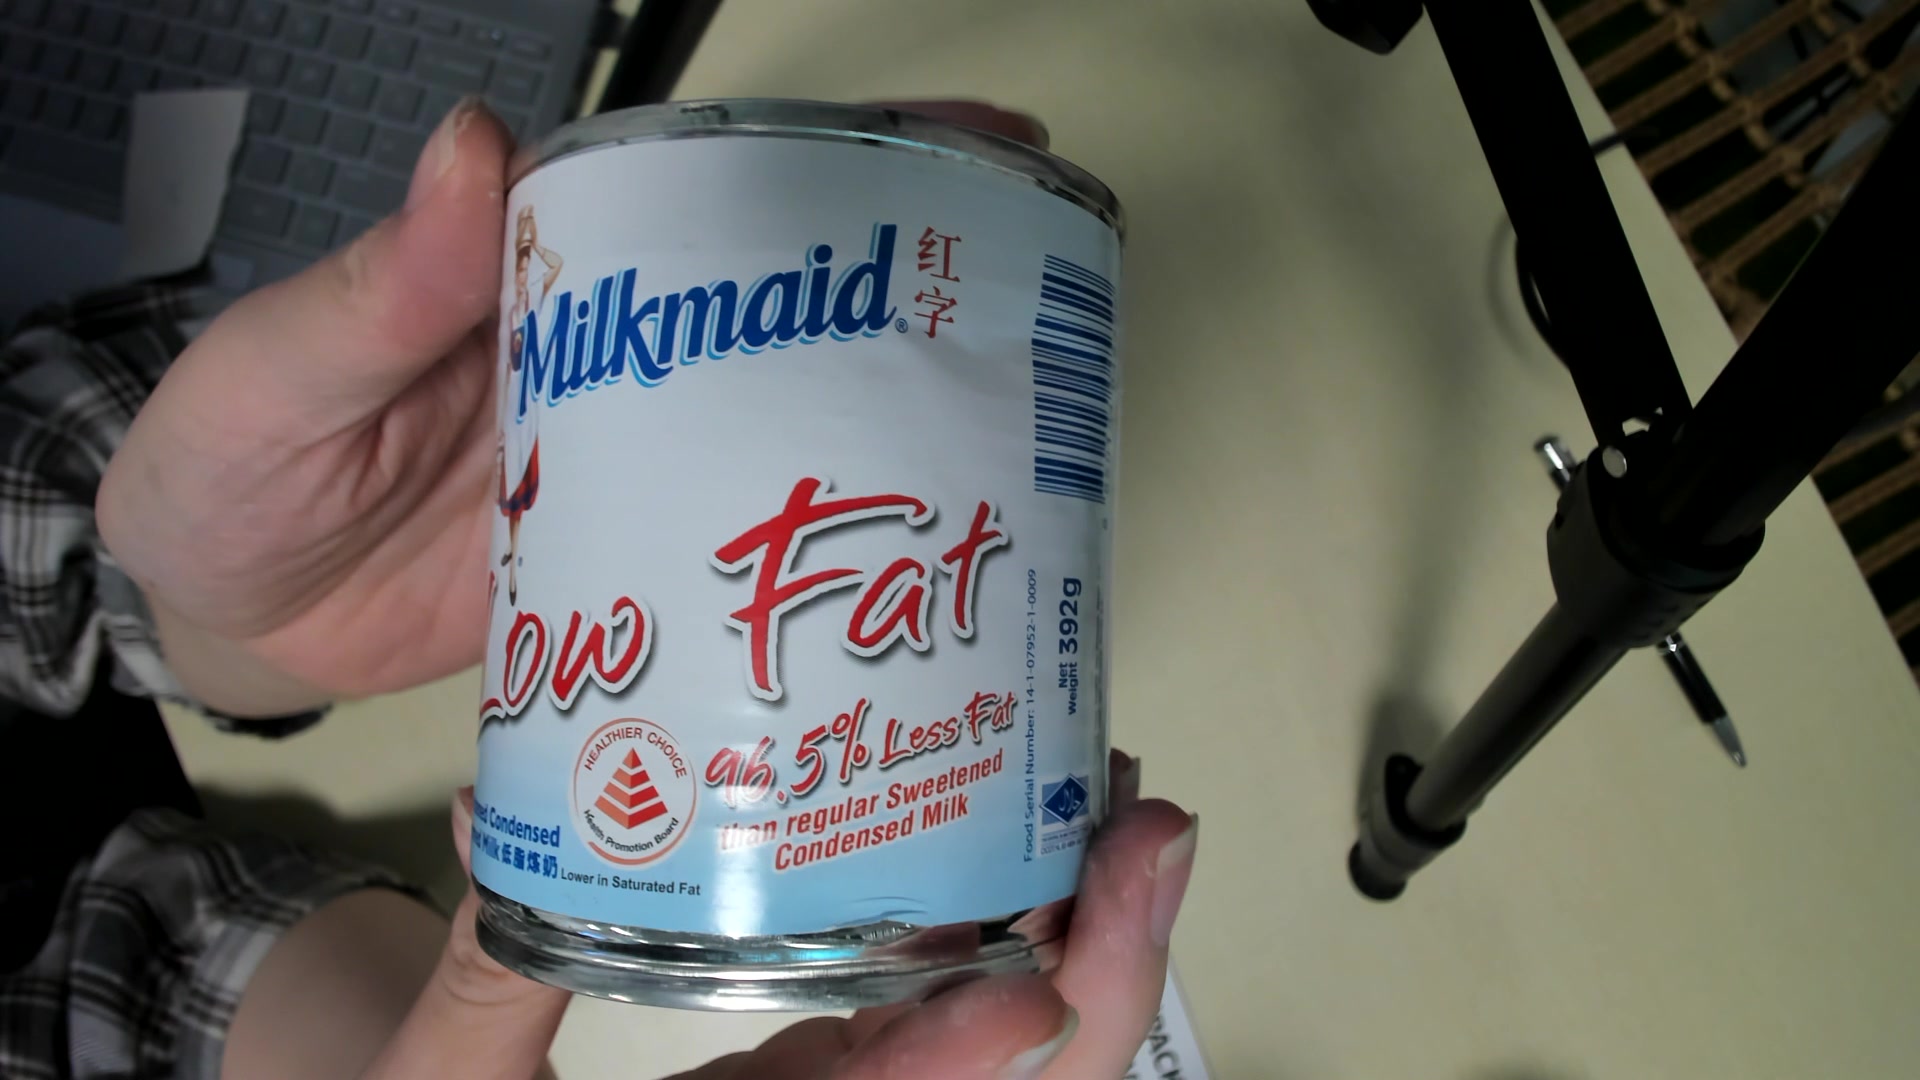 Milkmaid®
红字
Low Fat
96.5% Less Fat
than regular Sweetened
Condensed Milk
HEALTHIER CHOICE
Health Promotion Board
Condensed
Milk 低脂炼奶
Lower in Saturated Fat
Food Serial Number: 14-1-07952-1-0009
Net weight 392g
حلال